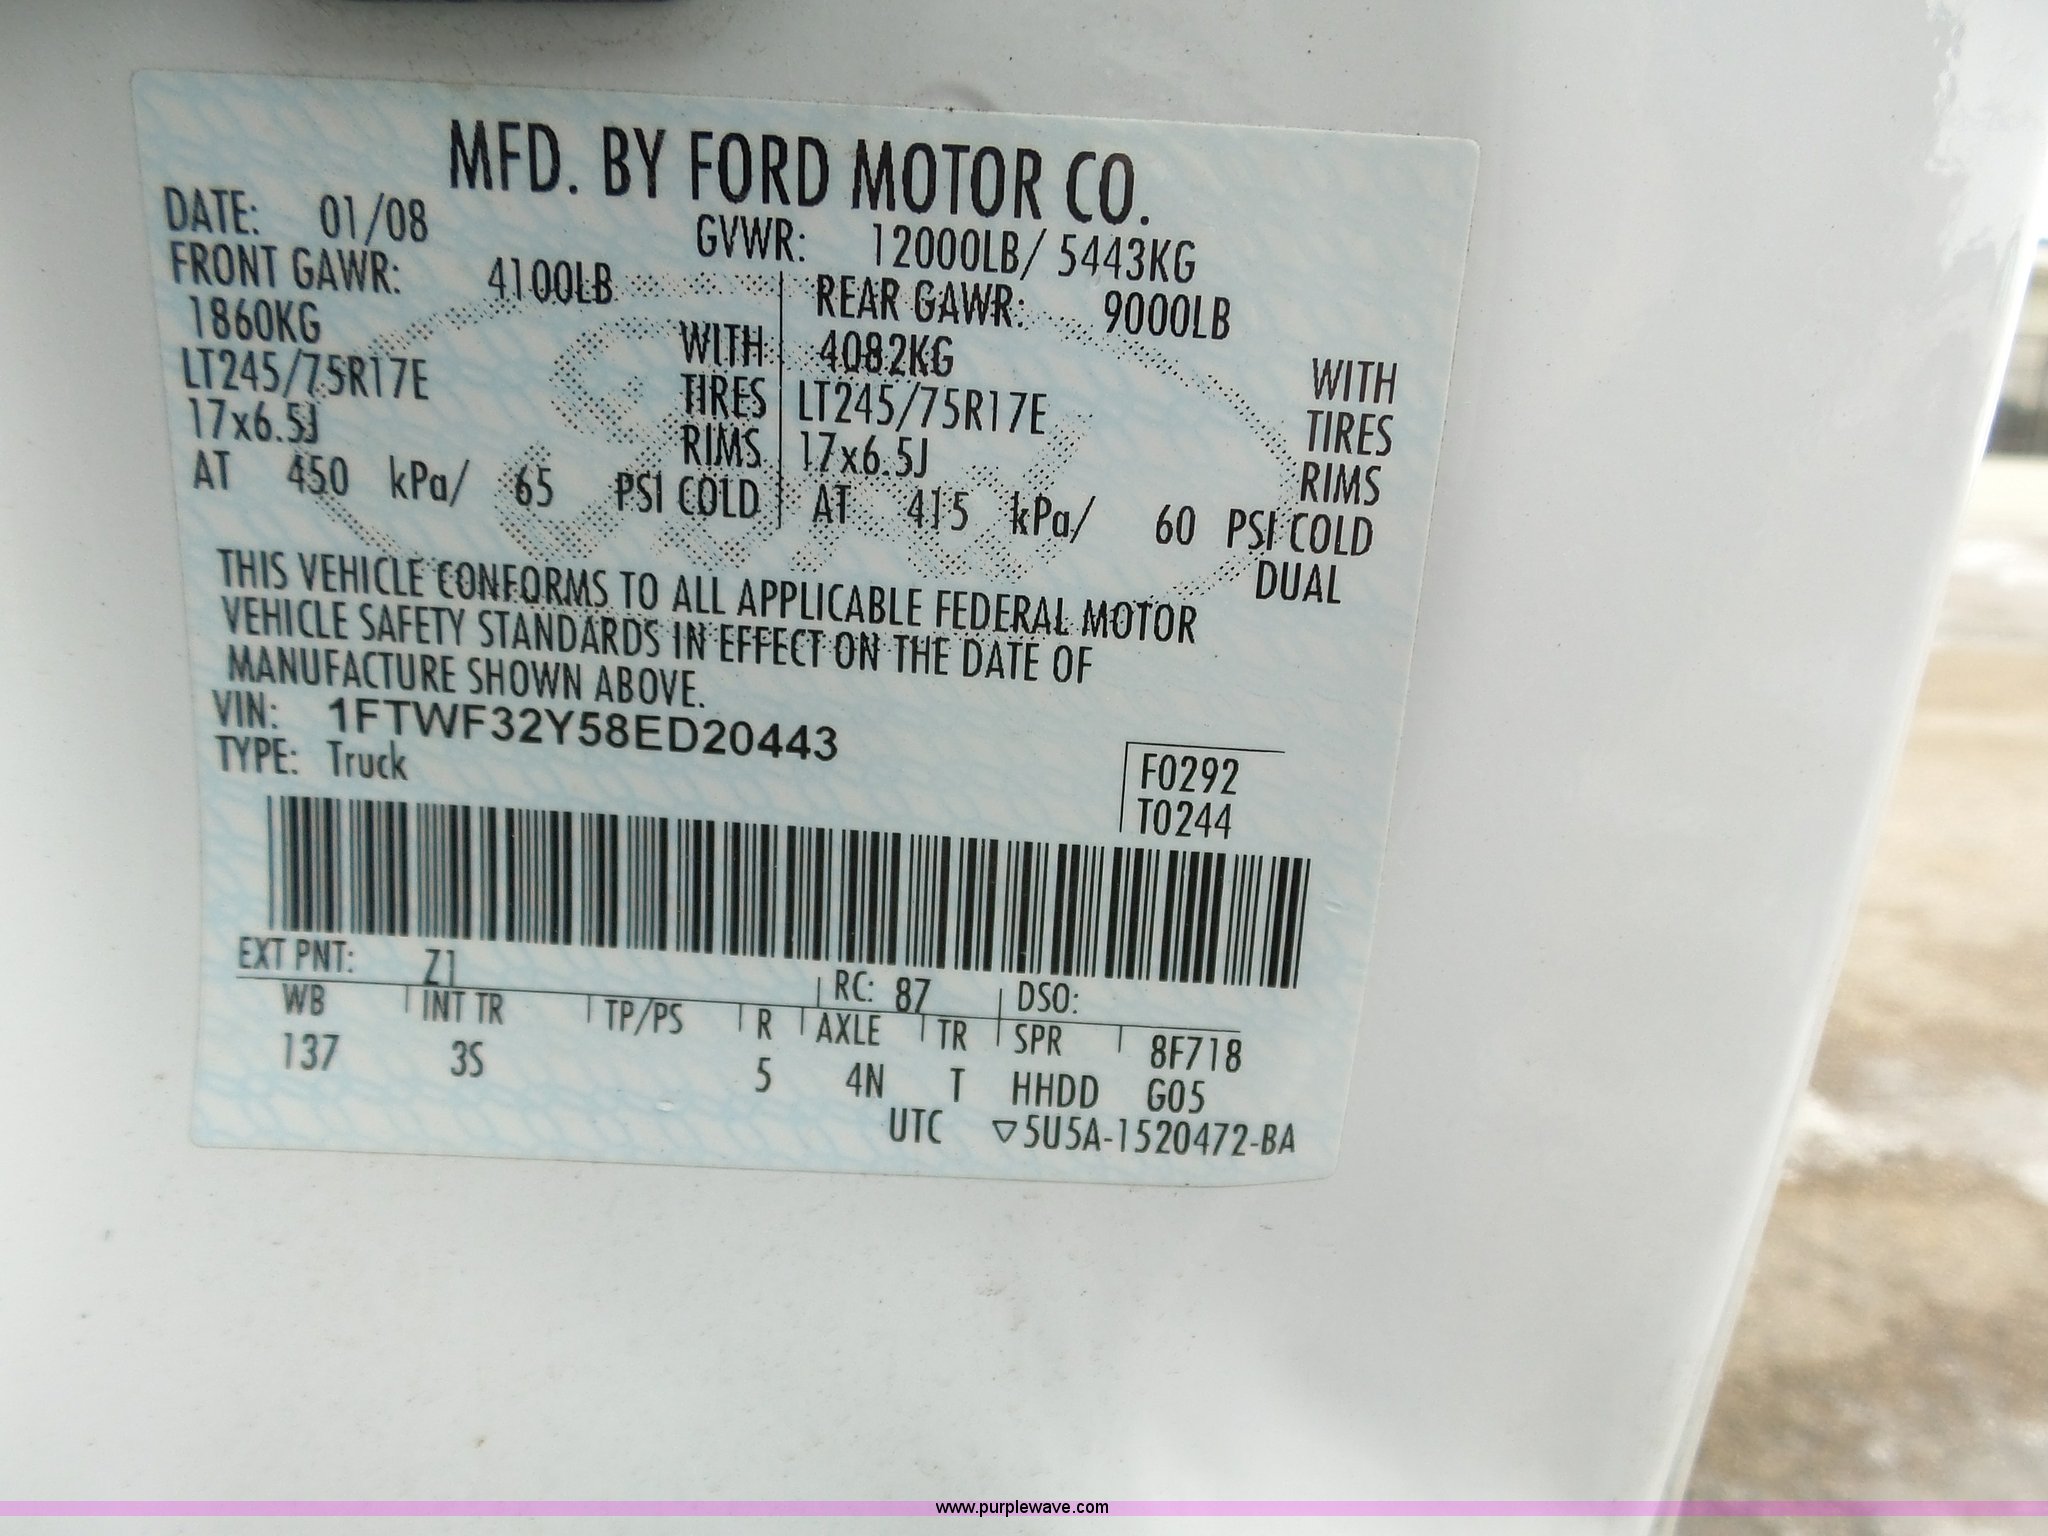 MFD. BY FORD MOTOR CO.
DATE: 01/08 GVWR: 12000LB/ 5443KG
FRONT GAWR: 4100LB REAR GAWR: 9000LB
1860KG WITH 4082KG WITH
LT245/75R17E TIRES LT245/75R17E TIRES
17x6.5J RIMS 17x6.5J RIMS
AT 450 kPa/ 65 PSI COLD AT 415 kPa/ 60 PSI COLD
DUAL
THIS VEHICLE CONFORMS TO ALL APPLICABLE FEDERAL MOTOR
VEHICLE SAFETY STANDARDS IN EFFECT ON THE DATE OF
MANUFACTURE SHOWN ABOVE.
VIN: 1FTWF32Y58ED20443
TYPE: Truck
F0292
T0244
EXT PNT: Z1 RC: 87 DSO:
WB INT TR TP/PS R AXLE TR SPR 8F718
137 3S 5 4N T HHDD G05
UTC ▽5U5A-1520472-BA
www.purplewave.com